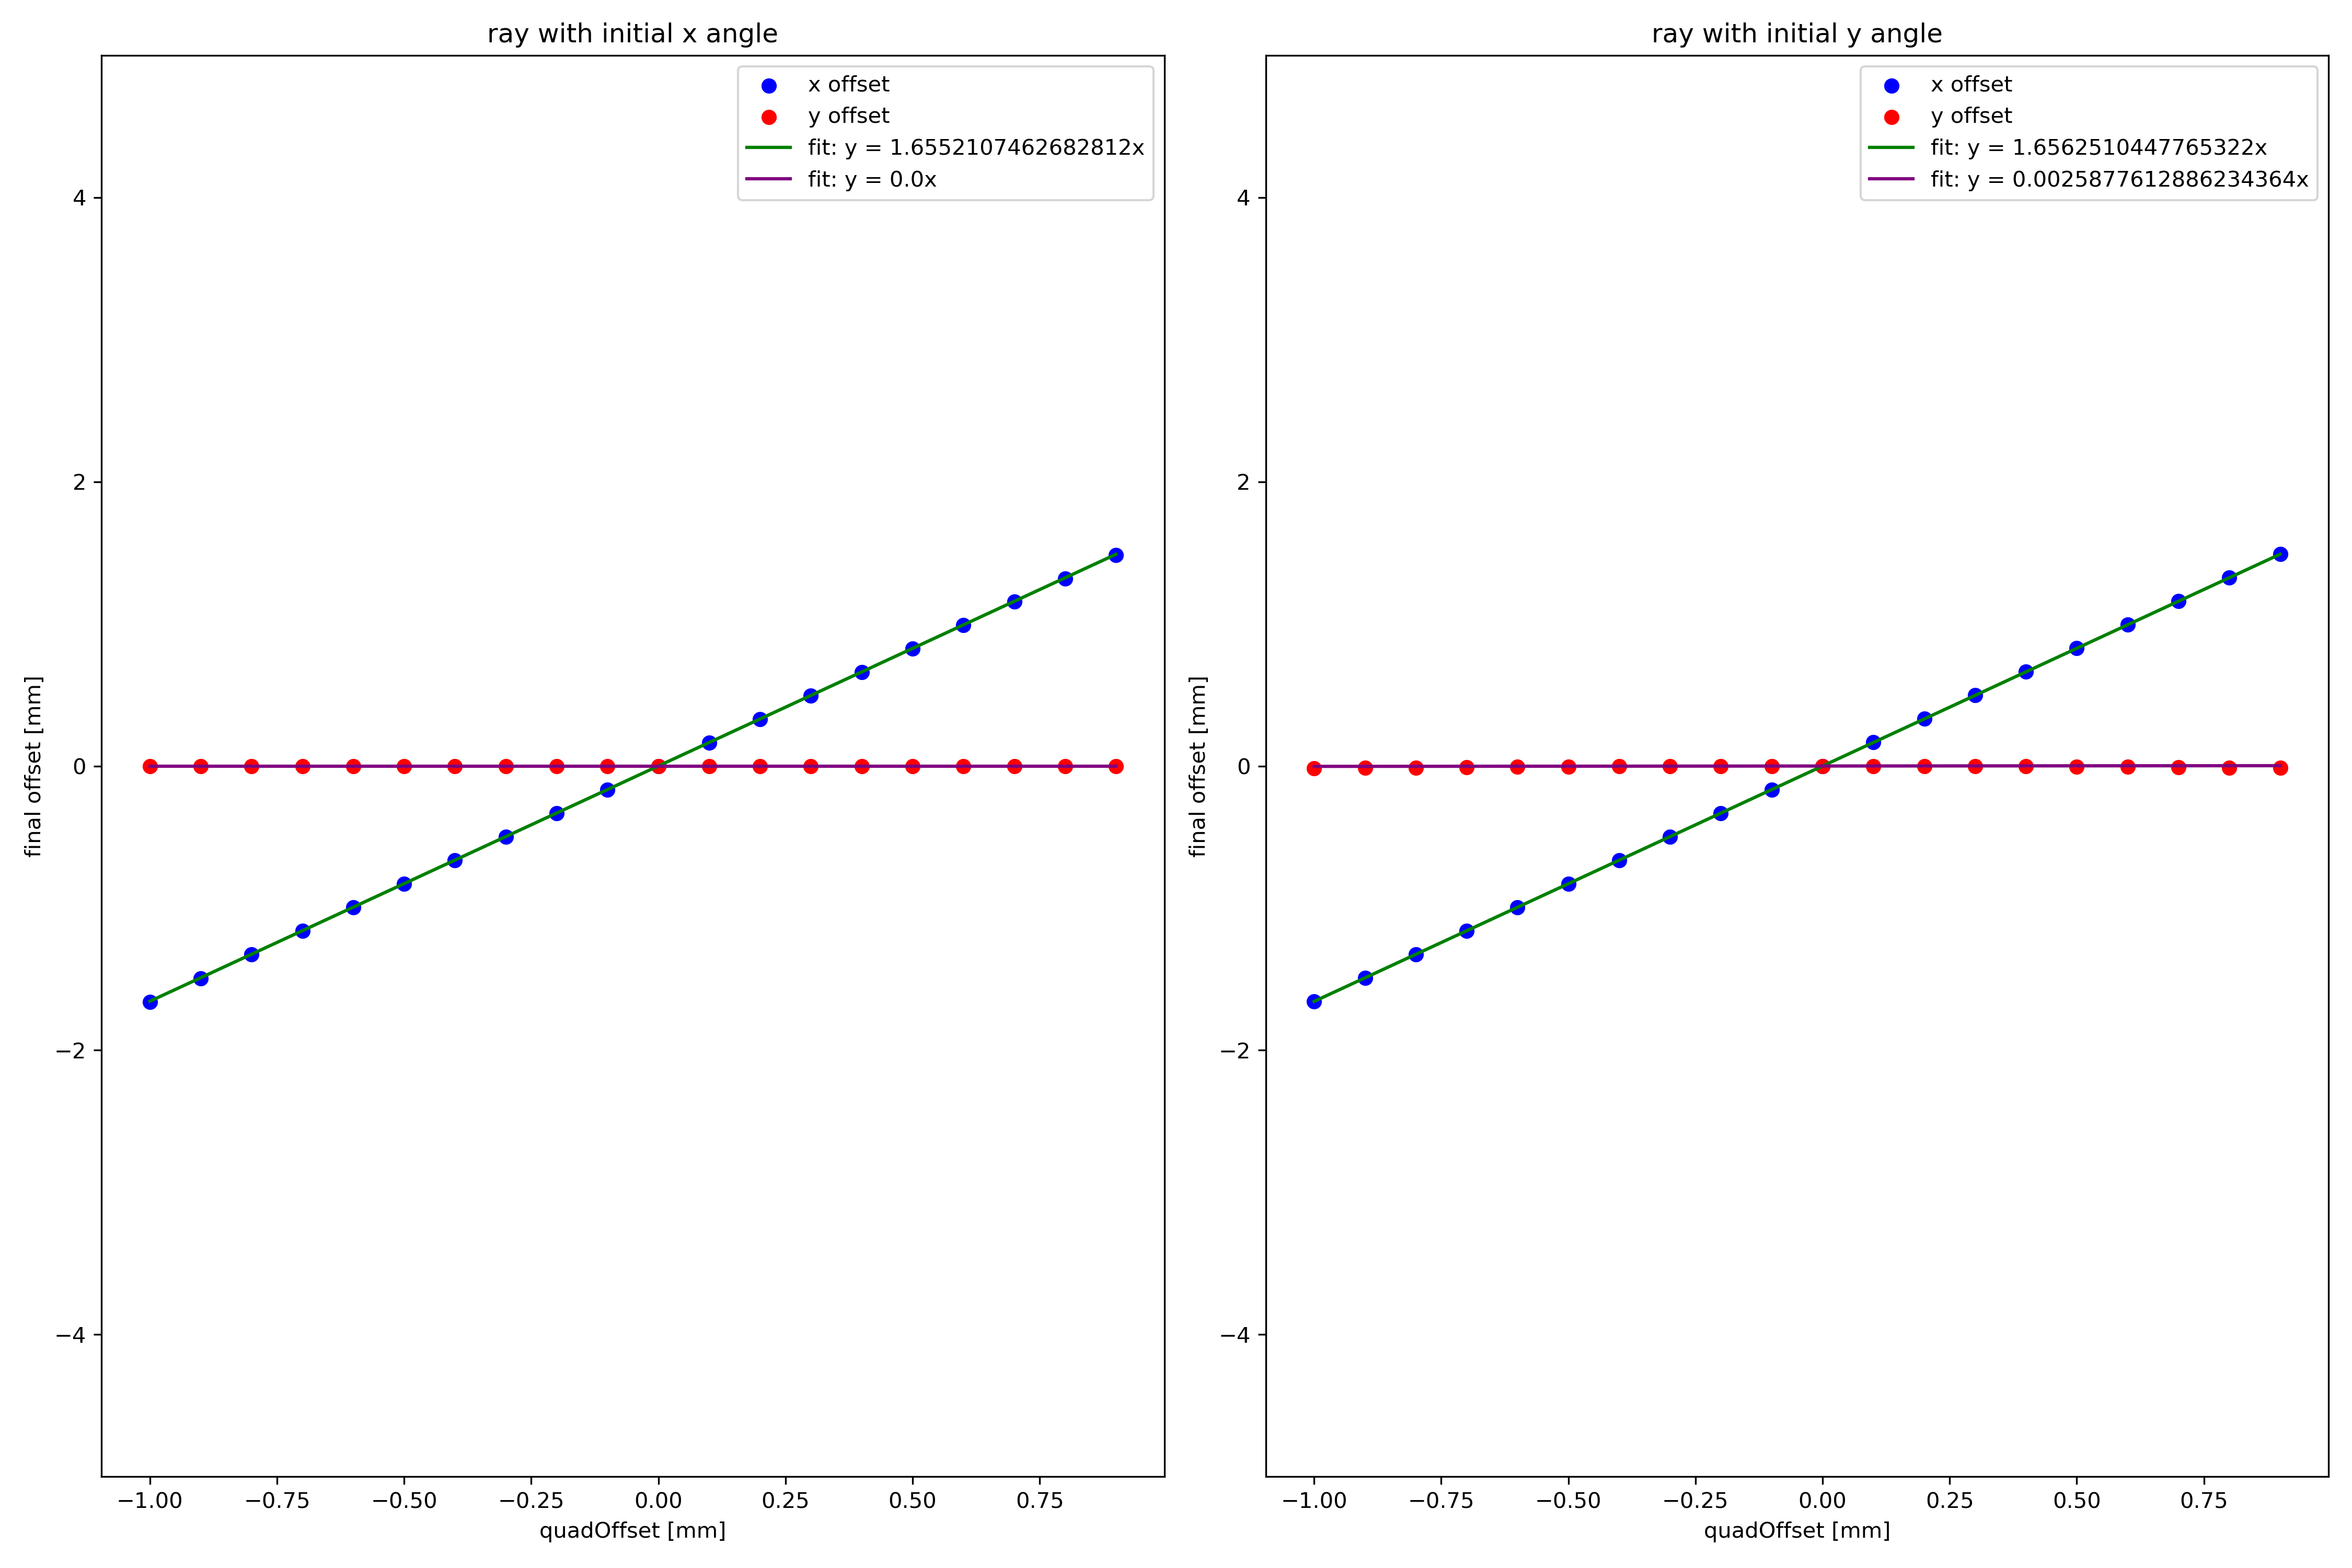 ray with initial x angle
x offset
y offset
fit: y = 1.6552107462682812x
fit: y = 0.0x
4
2
0
−2
−4
final offset [mm]
−1.00 −0.75 −0.50 −0.25 0.00 0.25 0.50 0.75
quadOffset [mm]
ray with initial y angle
x offset
y offset
fit: y = 1.6562510447765322x
fit: y = 0.0025877612886234364x
4
2
0
−2
−4
final offset [mm]
−1.00 −0.75 −0.50 −0.25 0.00 0.25 0.50 0.75
quadOffset [mm]